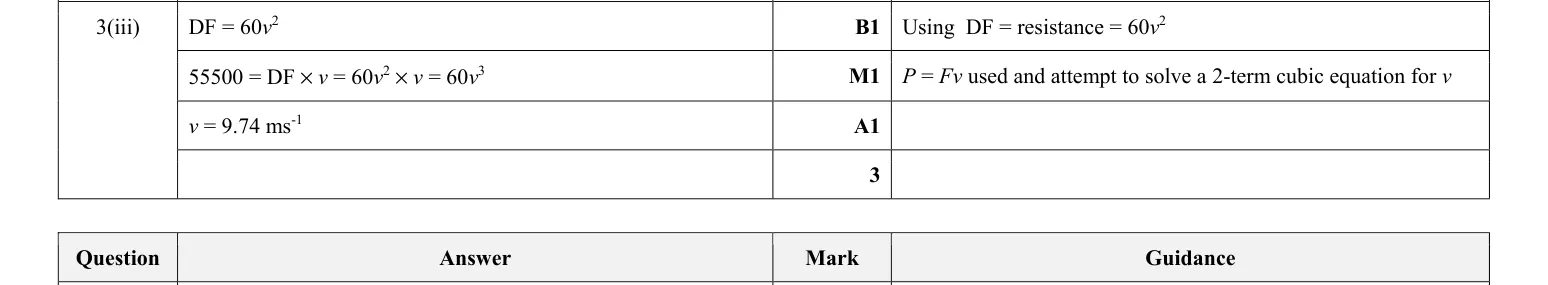 3(iii) DF = 60v² B1 Using DF = resistance = 60v²
55500 = DF × v = 60v² × v = 60v³ M1 P = Fv used and attempt to solve a 2-term cubic equation for v
v = 9.74 ms⁻¹ A1
3
Question Answer Mark Guidance